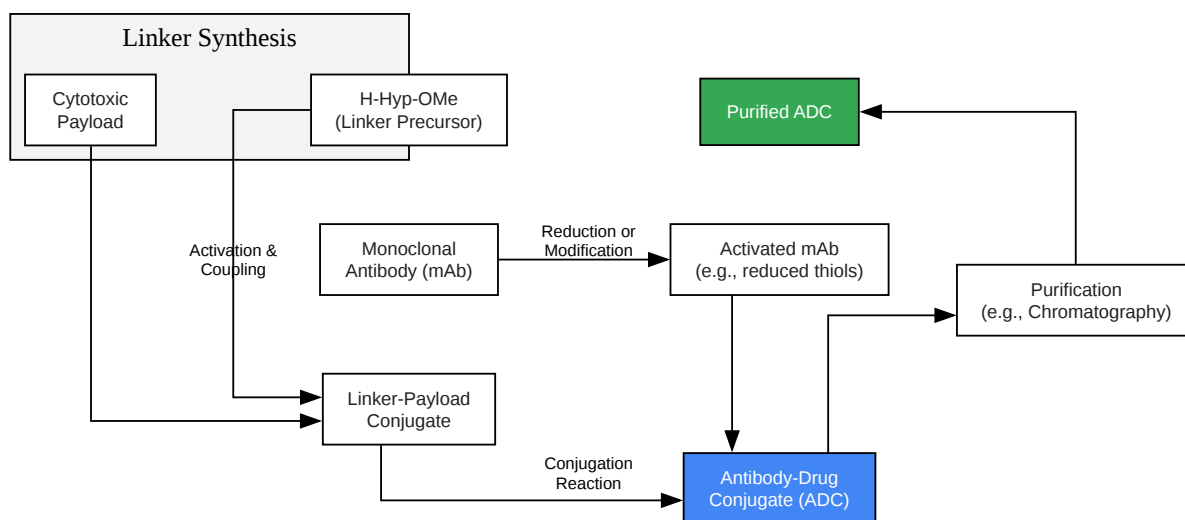 Linker Synthesis
Cytotoxic
Payload
H-Hyp-OMe
(Linker Precursor)
Purified ADC
Activation &
Coupling
Monoclonal
Antibody (mAb)
Reduction or
Modification
Activated mAb
(e.g., reduced thiols)
Purification
(e.g., Chromatography)
Linker-Payload
Conjugate
Conjugation
Reaction
Antibody-Drug
Conjugate (ADC)